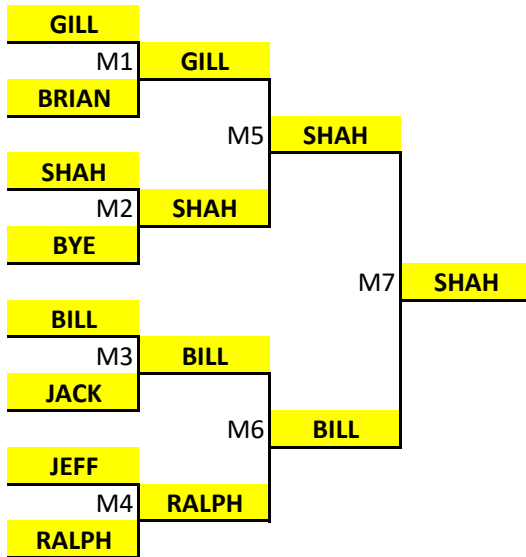 GILL
M1 GILL
BRIAN
M5 SHAH
SHAH
M2 SHAH
BYE
M7 SHAH
BILL
M3 BILL
JACK
M6 BILL
JEFF
M4 RALPH
RALPH